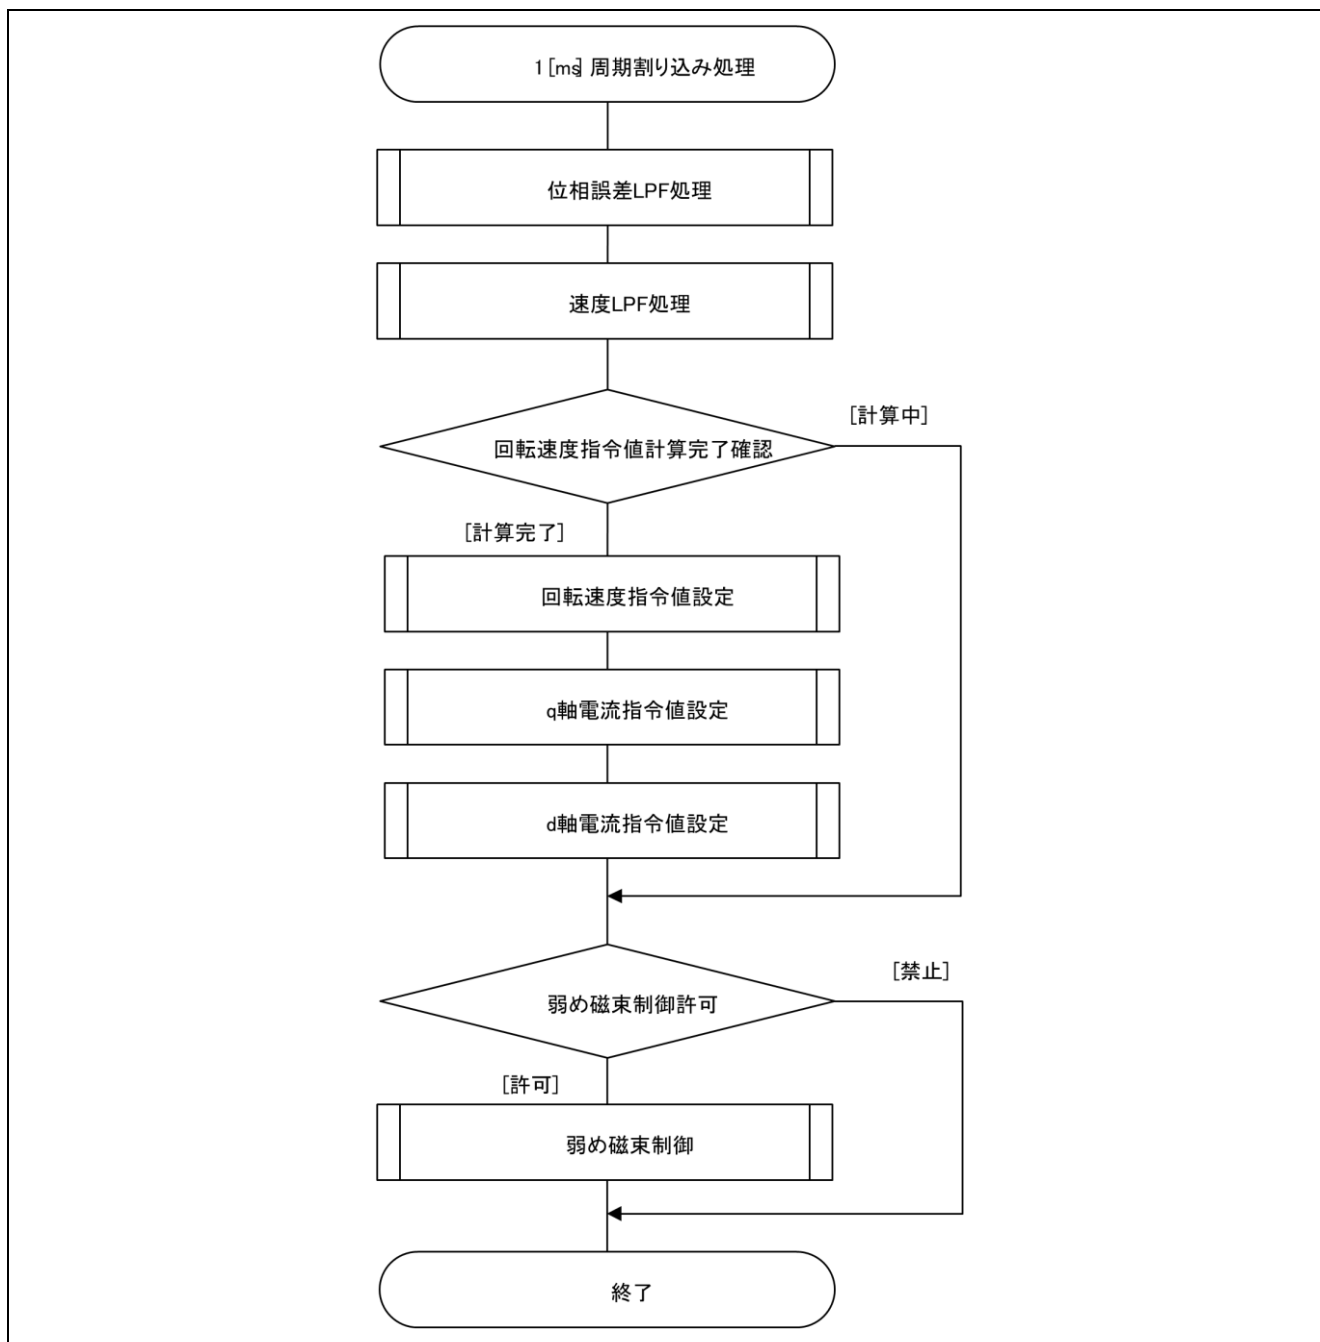 1 [ms] 周期割り込み処理
位相誤差LPF処理
速度LPF処理
[計算中]
回転速度指令値計算完了確認
[計算完了]
回転速度指令値設定
q軸電流指令値設定
d軸電流指令値設定
[禁止]
弱め磁束制御許可
[許可]
弱め磁束制御
終了